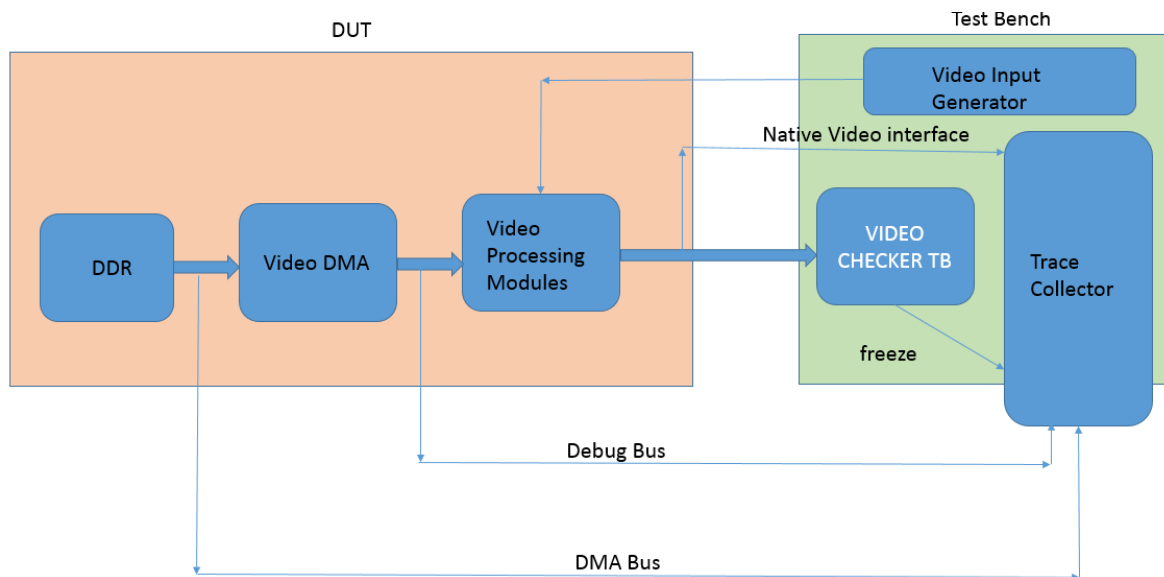 DUT
Test Bench
Video Input
Generator
Native Video interface
DDR
Video DMA
Video
Processing
Modules
VIDEO
CHECKER TB
Trace
Collector
freeze
Debug Bus
DMA Bus